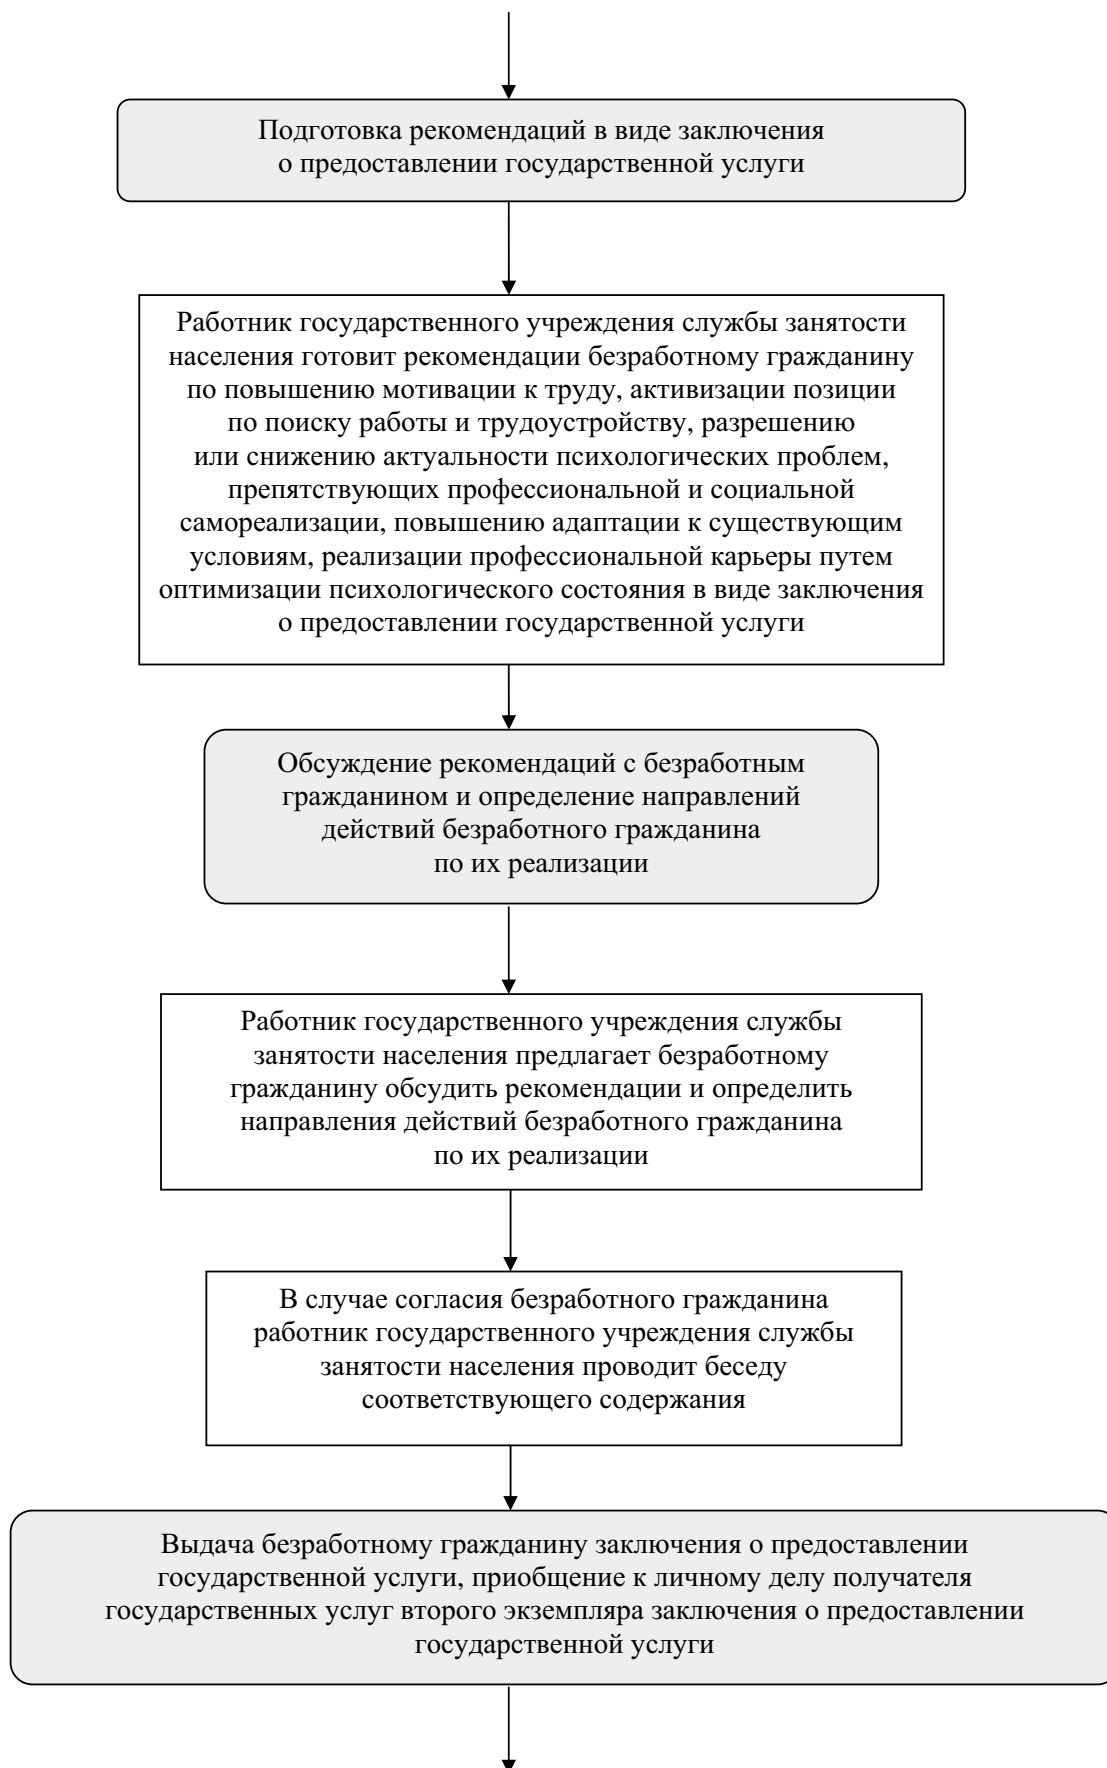 Подготовка рекомендаций в виде заключения
о предоставлении государственной услуги
Работник государственного учреждения службы занятости
населения готовит рекомендации безработному гражданину
по повышению мотивации к труду, активизации позиции
по поиску работы и трудоустройству, разрешению
или снижению актуальности психологических проблем,
препятствующих профессиональной и социальной
самореализации, повышению адаптации к существующим
условиям, реализации профессиональной карьеры путем
оптимизации психологического состояния в виде заключения
о предоставлении государственной услуги
Обсуждение рекомендаций с безработным
гражданином и определение направлений
действий безработного гражданина
по их реализации
Работник государственного учреждения службы
занятости населения предлагает безработному
гражданину обсудить рекомендации и определить
направления действий безработного гражданина
по их реализации
В случае согласия безработного гражданина
работник государственного учреждения службы
занятости населения проводит беседу
соответствующего содержания
Выдача безработному гражданину заключения о предоставлении
государственной услуги, приобщение к личному делу получателя
государственных услуг второго экземпляра заключения о предоставлении
государственной услуги